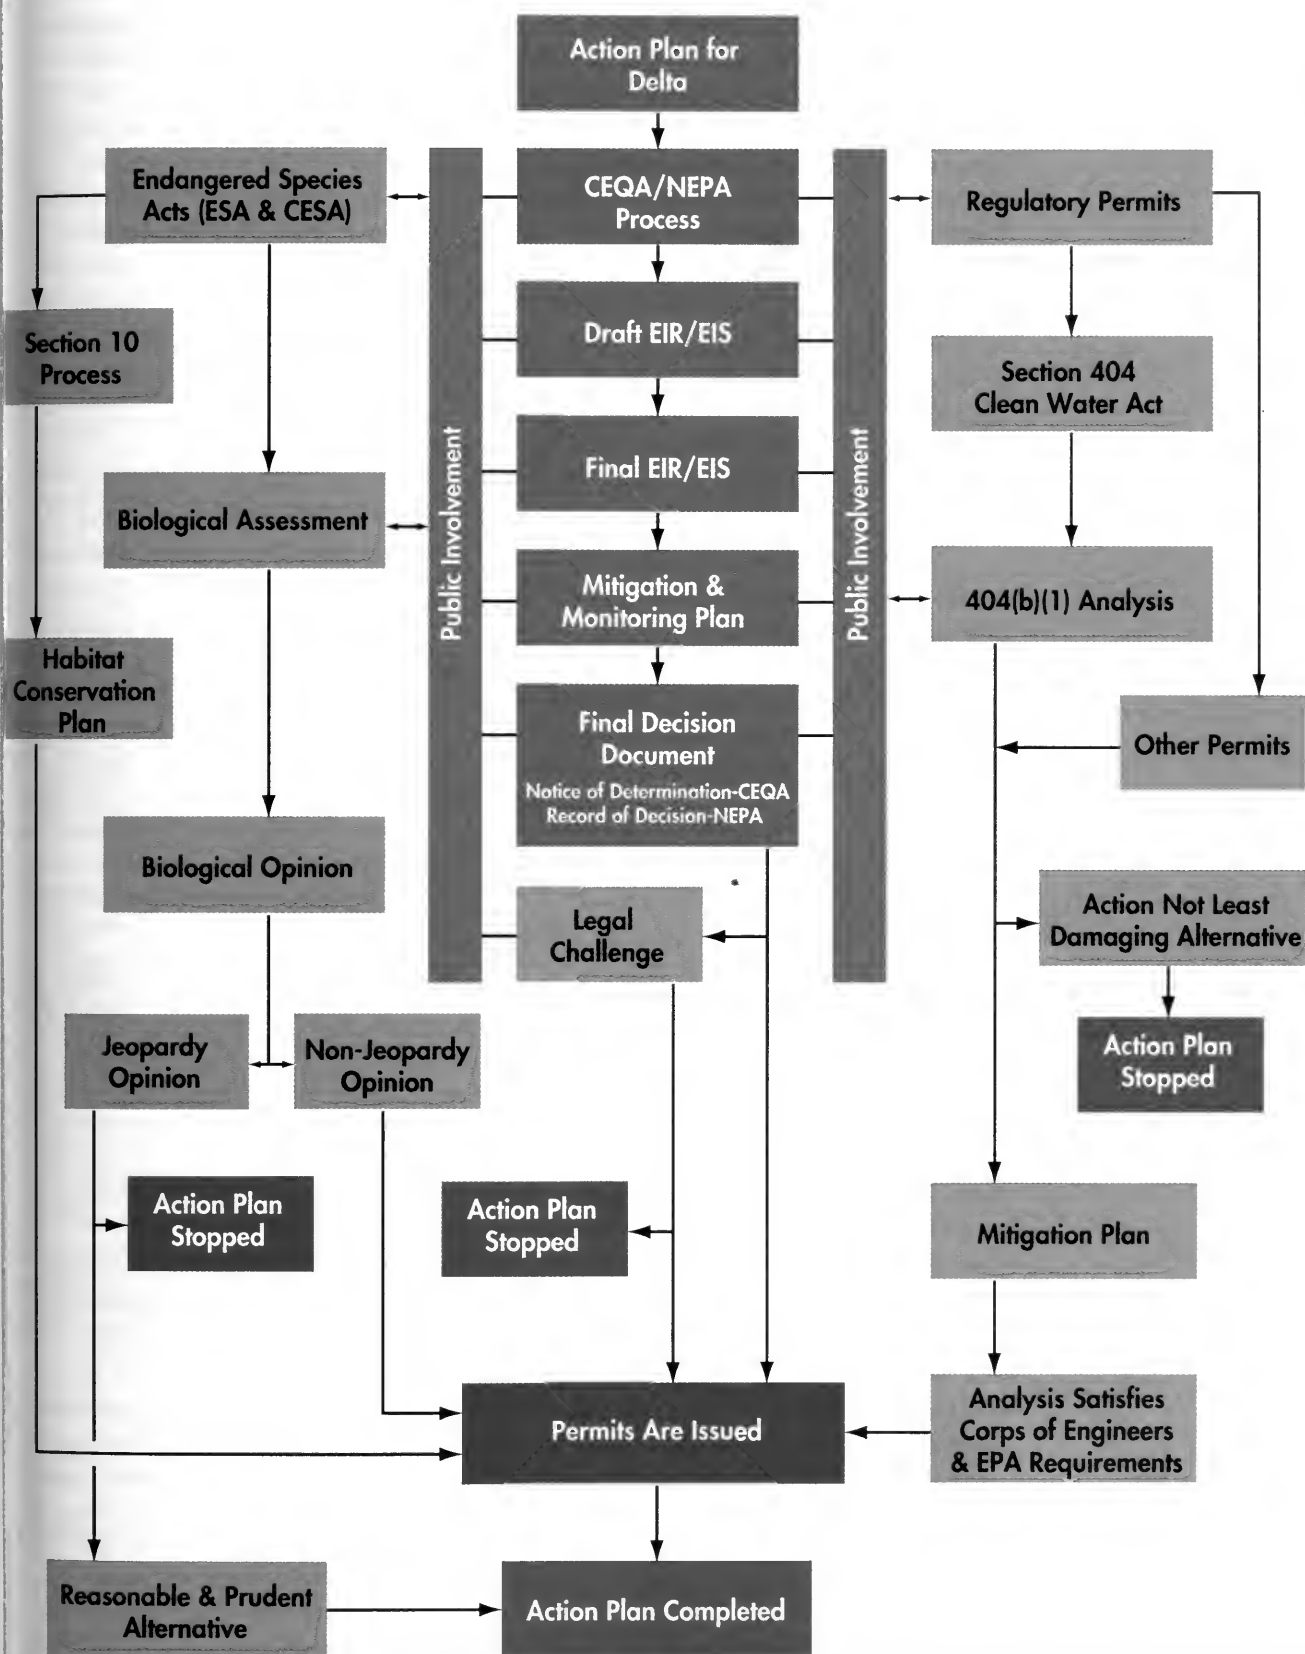 Action Plan for
Delta
Endangered Species
Acts (ESA & CESA)
CEQA/NEPA
Process
Regulatory Permits
Section 10
Process
Draft EIR/EIS
Section 404
Clean Water Act
Public Involvement
Public Involvement
Final EIR/EIS
Biological Assessment
Mitigation &
Monitoring Plan
404(b)(1) Analysis
Habitat
Conservation
Plan
Final Decision
Document
Notice of Determination-CEQA
Record of Decision-NEPA
Other Permits
Biological Opinion
Legal
Challenge
Action Not Least
Damaging Alternative
Jeopardy
Opinion
Non-Jeopardy
Opinion
Action Plan
Stopped
Action Plan
Stopped
Action Plan
Stopped
Mitigation Plan
Permits Are Issued
Analysis Satisfies
Corps of Engineers
& EPA Requirements
Reasonable & Prudent
Alternative
Action Plan Completed